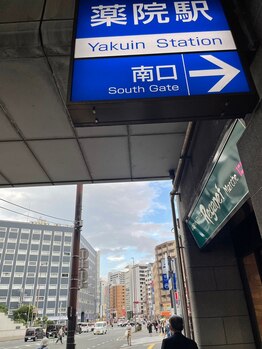 薬院駅
Yakuin Station
南口
South Gate